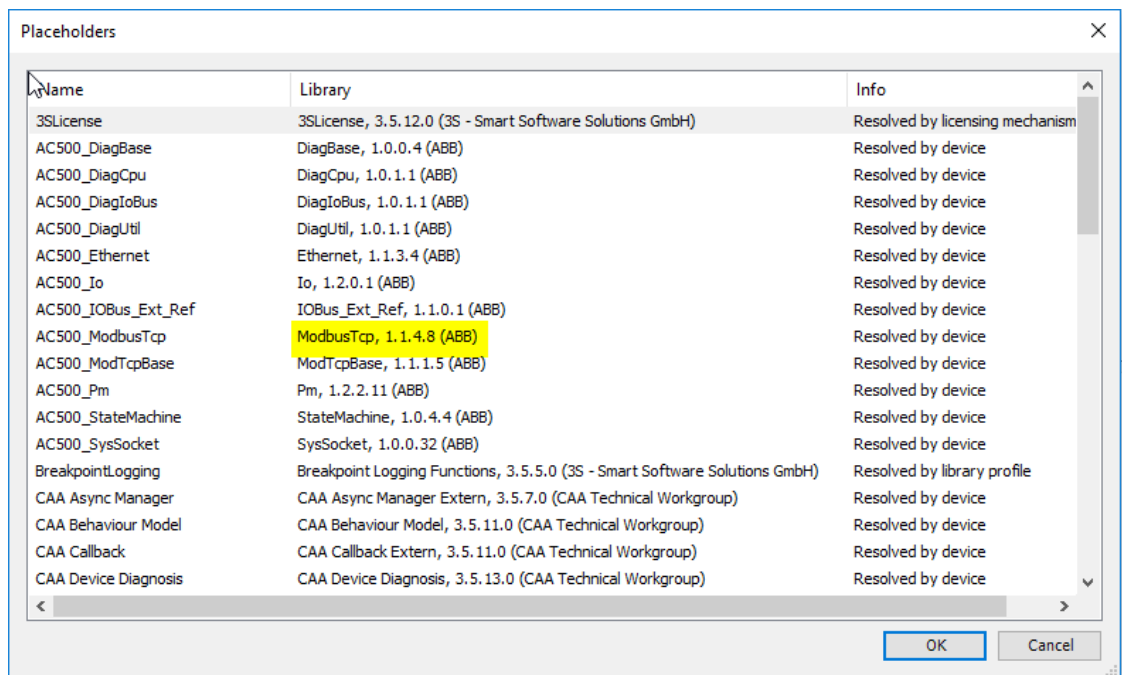 Placeholders
Name Library Info
3SLicense 3SLicense, 3.5.12.0 (3S - Smart Software Solutions GmbH) Resolved by licensing mechanism
AC500_DiagBase DiagBase, 1.0.0.4 (ABB) Resolved by device
AC500_DiagCpu DiagCpu, 1.0.1.1 (ABB) Resolved by device
AC500_DiagIoBus DiagIoBus, 1.0.1.1 (ABB) Resolved by device
AC500_DiagUtil DiagUtil, 1.0.1.1 (ABB) Resolved by device
AC500_Ethernet Ethernet, 1.1.3.4 (ABB) Resolved by device
AC500_Io Io, 1.2.0.1 (ABB) Resolved by device
AC500_IOBus_Ext_Ref IOBus_Ext_Ref, 1.1.0.1 (ABB) Resolved by device
AC500_ModbusTcp ModbusTcp, 1.1.4.8 (ABB) Resolved by device
AC500_ModTcpBase ModTcpBase, 1.1.1.5 (ABB) Resolved by device
AC500_Pm Pm, 1.2.2.11 (ABB) Resolved by device
AC500_StateMachine StateMachine, 1.0.4.4 (ABB) Resolved by device
AC500_SysSocket SysSocket, 1.0.0.32 (ABB) Resolved by device
BreakpointLogging Breakpoint Logging Functions, 3.5.5.0 (3S - Smart Software Solutions GmbH) Resolved by library profile
CAA Async Manager CAA Async Manager Extern, 3.5.7.0 (CAA Technical Workgroup) Resolved by device
CAA Behaviour Model CAA Behaviour Model, 3.5.11.0 (CAA Technical Workgroup) Resolved by device
CAA Callback CAA Callback Extern, 3.5.11.0 (CAA Technical Workgroup) Resolved by device
CAA Device Diagnosis CAA Device Diagnosis, 3.5.13.0 (CAA Technical Workgroup) Resolved by device
OK Cancel